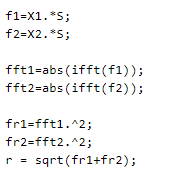 f1=X1.*S;
f2=X2.*S;
fft1=abs(ifft(f1));
fft2=abs(ifft(f2));
fr1=fft1.^2;
fr2=fft2.^2;
r = sqrt(fr1+fr2);